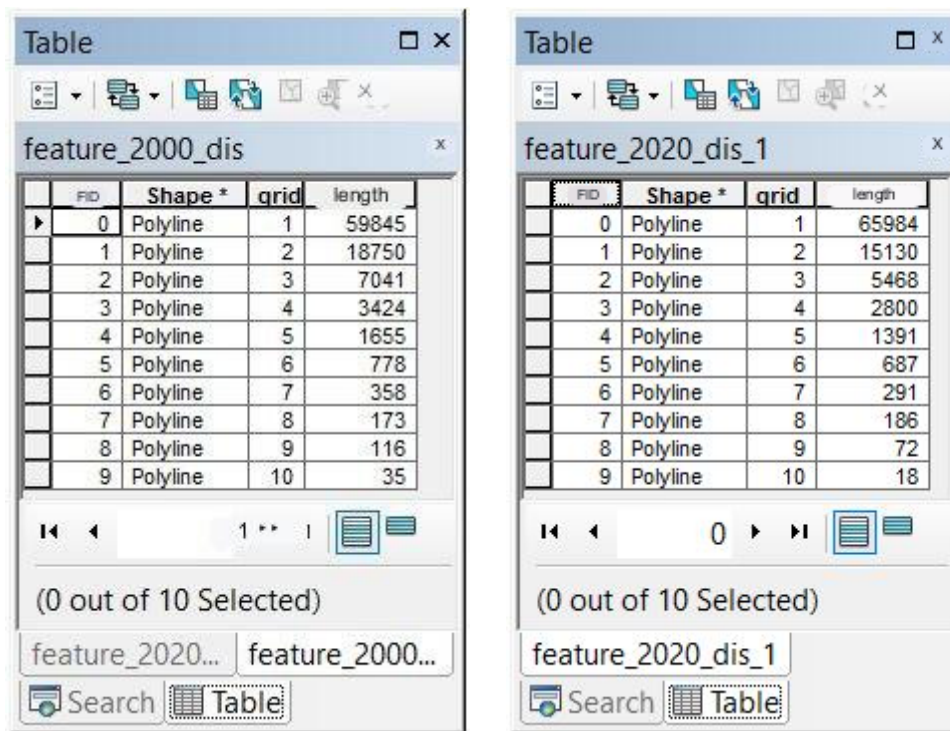 Table
feature_2000_dis
FID Shape * qrid length
0 Polyline 1 59845
1 Polyline 2 18750
2 Polyline 3 7041
3 Polyline 4 3424
4 Polyline 5 1655
5 Polyline 6 778
6 Polyline 7 358
7 Polyline 8 173
8 Polyline 9 116
9 Polyline 10 35
1
(0 out of 10 Selected)
feature_2020... feature_2000...
Search Table
Table
feature_2020_dis_1
FID Shape * qrid length
0 Polyline 1 65984
1 Polyline 2 15130
2 Polyline 3 5468
3 Polyline 4 2800
4 Polyline 5 1391
5 Polyline 6 687
6 Polyline 7 291
7 Polyline 8 186
8 Polyline 9 72
9 Polyline 10 18
0
(0 out of 10 Selected)
feature_2020_dis_1
Search Table